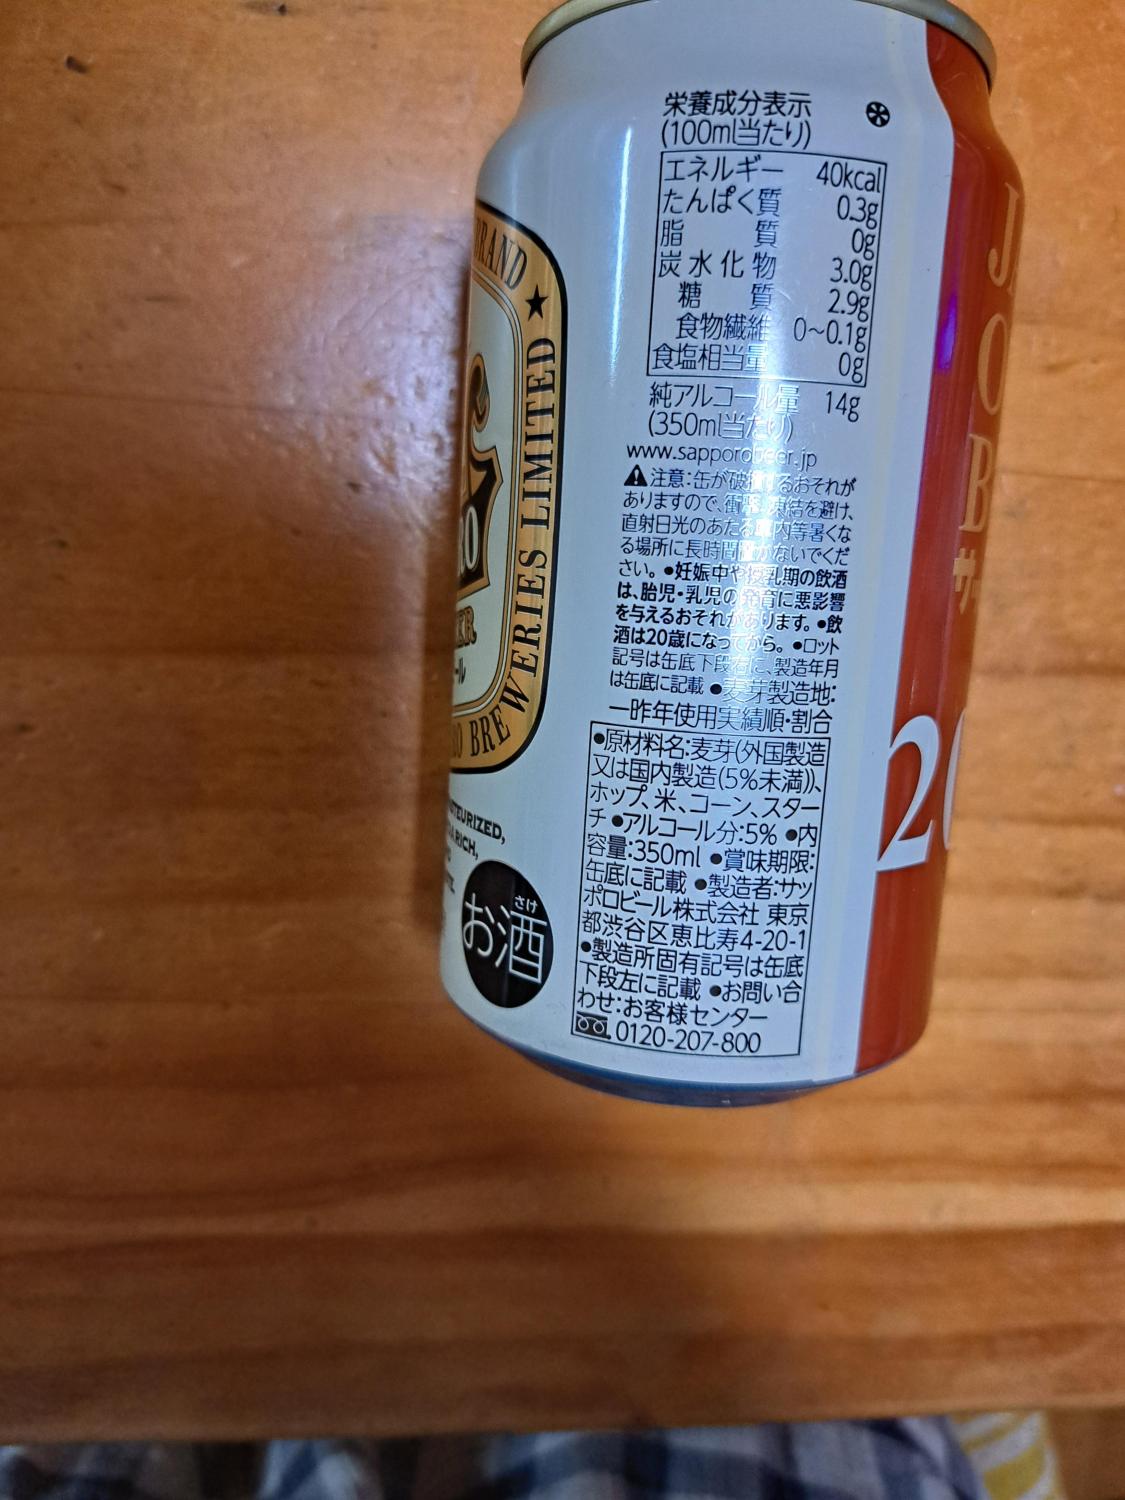 栄養成分表示
(100ml当たり)
エネルギー 40kcal
たんぱく質 0.3g
脂質 0g
炭水化物 3.0g
糖質 2.9g
食物繊維 0~0.1g
食塩相当量 0g
純アルコール量 14g
(350ml当たり)
www.sapporobeer.jp
注意:缶が破損するおそれが
ありますので、衝撃、凍結を避け、
直射日光のあたる車内等暑くな
る場所に長時間置かないでくだ
さい。●妊娠中や授乳期の飲酒
は、胎児・乳児の発育に悪影響
を与えるおそれがあります。●飲
酒は20歳になってから。●ロット
記号は缶底下段右に、製造年月
は缶底に記載 ●麦芽製造地:
一昨年使用実績順・割合
●原材料名:麦芽(外国製造
又は国内製造(5%未満))、
ホップ、米、コーン、スター
チ ●アルコール分:5% ●内
容量:350ml ●賞味期限:
缶底に記載 ●製造者:サッ
ポロビール株式会社 東京
都渋谷区恵比寿4-20-1
●製造所固有記号は缶底
下段左に記載 ●お問い合
わせ:お客様センター
0120-207-800
BRAND ★
BREWERIES LIMITED
さけ
お酒